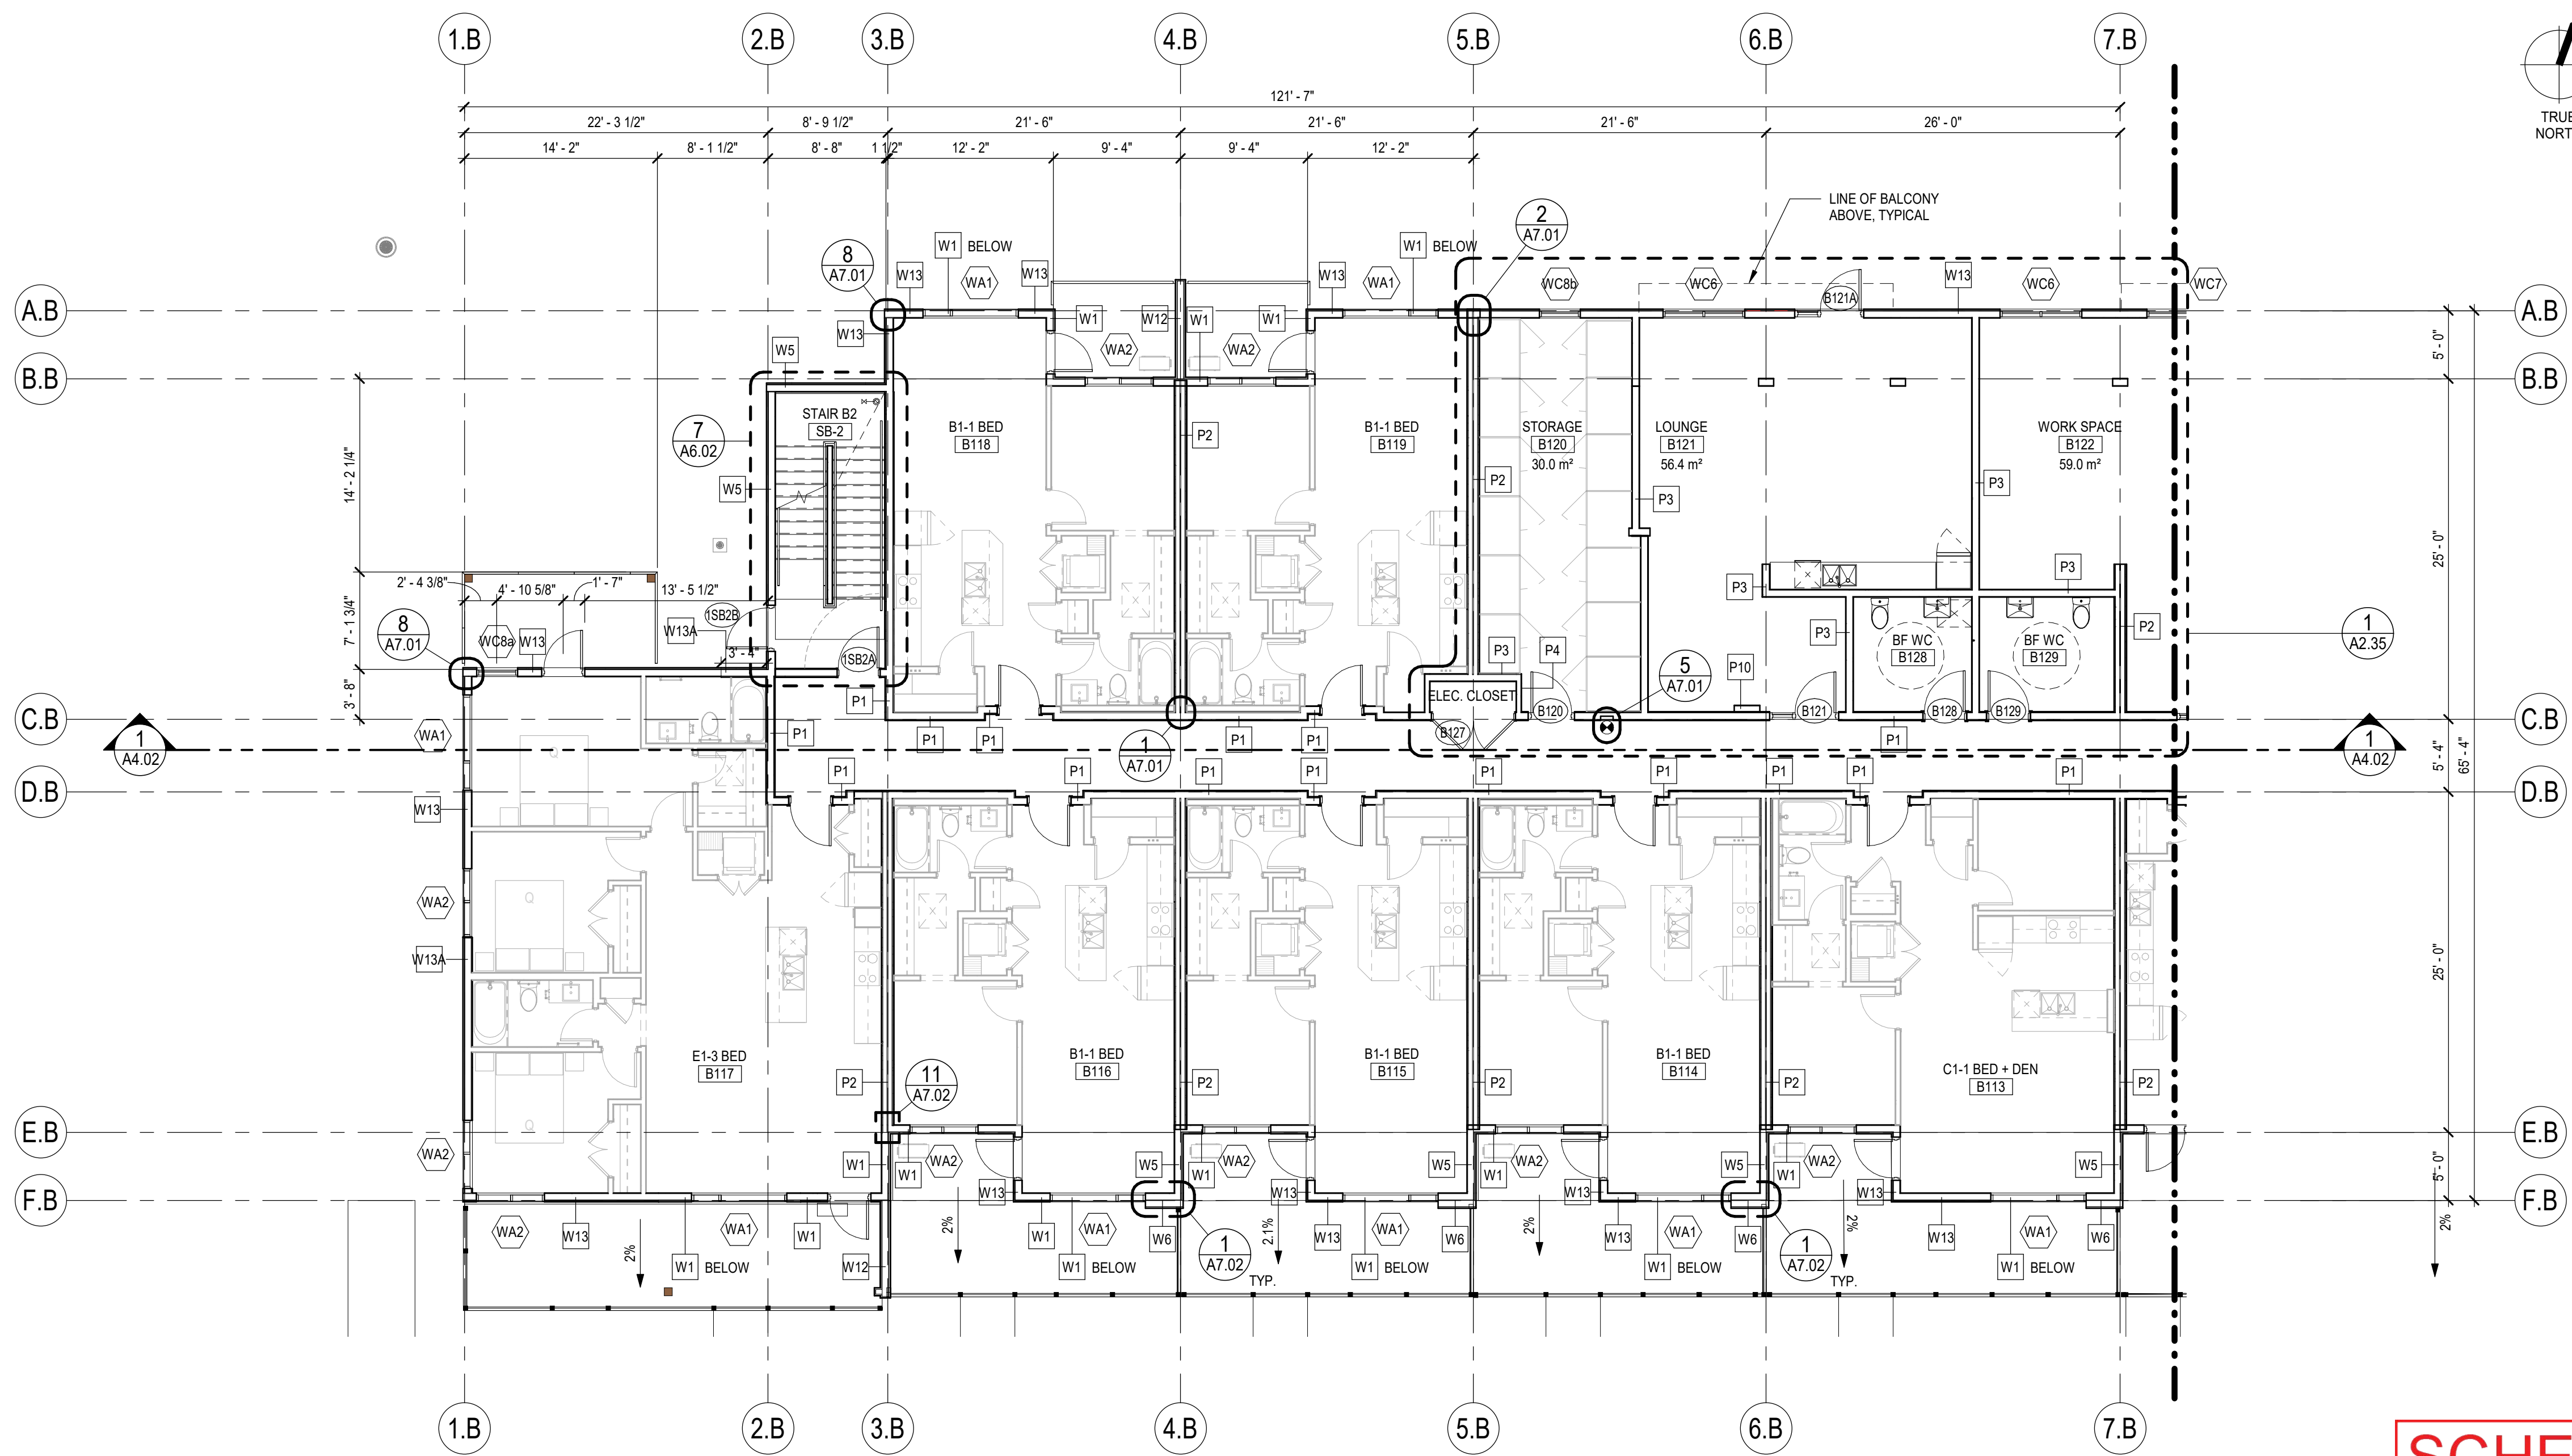 1.B
2.B
3.B
4.B
5.B
6.B
7.B
TRUE
NORT
121' - 7"
22' - 3 1/2"
8' - 9 1/2"
21' - 6"
21' - 6"
21' - 6"
26' - 0"
14' - 2"
8' - 1 1/2"
8' - 8"
1 1/2"
12' - 2"
9' - 4"
9' - 4"
12' - 2"
LINE OF BALCONY
ABOVE, TYPICAL
2
A7.01
8
A7.01
W1 BELOW
W1 BELOW
W13
WA1
W13
W13
WA1
WC8b
WC6
B121A
W13
WC6
WC7
A.B
A.B
W13
W1
W12
W1
W1
W5
WA2
WA2
5' - 0"
B.B
B.B
STAIR B2
SB-2
7
A6.02
B1-1 BED
B118
P2
B1-1 BED
B119
STORAGE
B120
30.0 m²
LOUNGE
B121
56.4 m²
WORK SPACE
B122
59.0 m²
14' - 2 1/4"
W5
P2
P3
P3
25' - 0"
2' - 4 3/8"
4' - 10 5/8"
1' - 7"
13' - 5 1/2"
P3
P3
7' - 1 3/4"
8
A7.01
WC8a
W13
W13A
1SB2B
3' - 4"
1SB2A
P3
P4
P3
BF WC
B128
BF WC
B129
P2
1
A2.35
5
A7.01
P10
3' - 8"
P1
ELEC. CLOSET
B120
B121
B128
B129
C.B
C.B
WA1
P1
P1
P1
P1
P1
B127
P1
1
A4.02
1
A7.01
1
A4.02
5' - 4"
65' - 4"
P1
P1
P1
P1
P1
P1
P1
P1
P1
D.B
D.B
W13
WA2
W13A
25' - 0"
E1-3 BED
B117
B1-1 BED
B116
B1-1 BED
B115
B1-1 BED
B114
C1-1 BED + DEN
B113
P2
11
A7.02
P2
P2
P2
P2
E.B
E.B
WA2
W1
W1
WA2
W5
W1
WA2
W5
W1
WA2
W5
W1
WA2
W5
5' - 0"
W13
W13
W13
W13
F.B
F.B
WA2
W13
2%
WA1
W1
2%
W1
WA1
W6
2.1%
W13
WA1
W6
2%
W13
WA1
W6
2%
W13
WA1
W6
2%
W1 BELOW
W12
W1 BELOW
1
A7.02
TYP.
W1 BELOW
W1 BELOW
1
A7.02
TYP.
W1 BELOW
1.B
2.B
3.B
4.B
5.B
6.B
7.B
SCHE